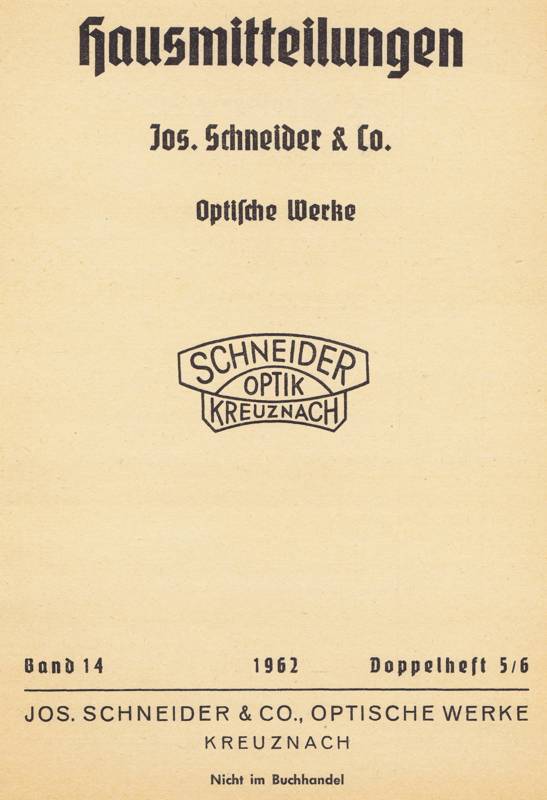 Hausmitteilungen
Jos. Schneider & Co.
Optiſche Werke
SCHNEIDER
OPTIK
KREUZNACH
Band 14 1962 Doppelheft 5/6
JOS. SCHNEIDER & CO., OPTISCHE WERKE
KREUZNACH
Nicht im Buchhandel